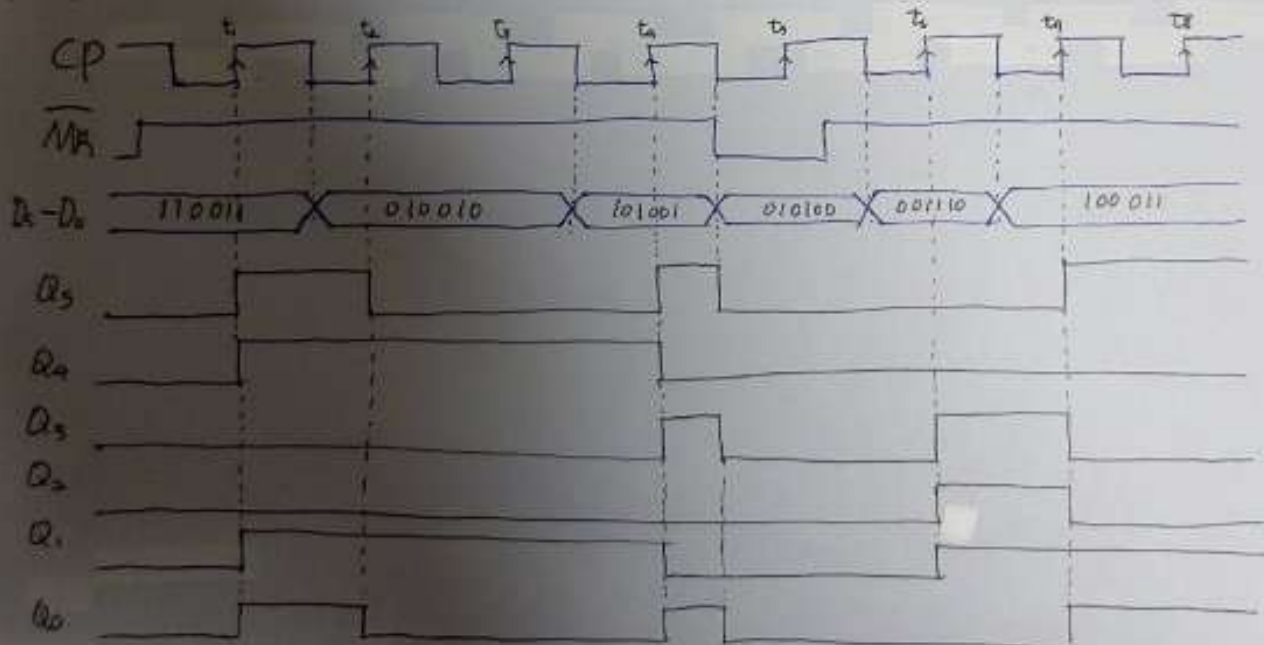 t₁ t₂ t₃ t₄ t₅ t₆ t₇ t₈
CP
MR
D₅-D₀ 110011 010010 101001 010100 001110 100011
Q₅
Q₄
Q₃
Q₂
Q₁
Q₀